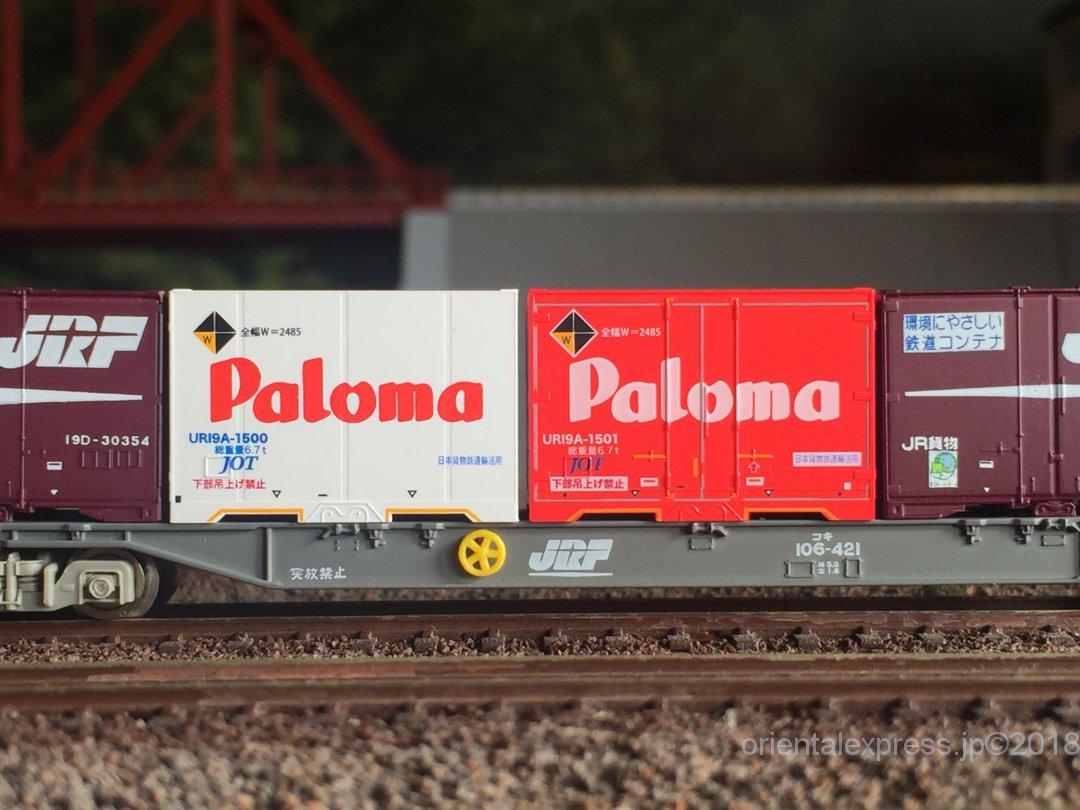 JRF
19D-30354
W
全幅W=2485
Paloma
UR19A-1500
総重量6.7t
JOT
下部吊上げ禁止
日本貨物鉄道輸送用
W
全幅W=2485
Paloma
UR19A-1501
総重量6.7t
JOT
下部吊上げ禁止
日本貨物鉄道輸送用
環境にやさしい
鉄道コンテナ
JR貨物
突放禁止
JRF
コキ
106-421
orientalexpress.jp©2018